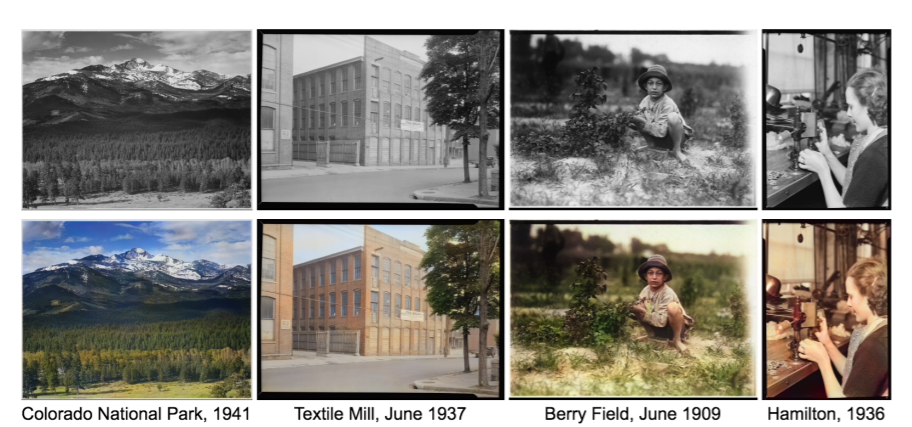 Colorado National Park, 1941
Textile Mill, June 1937
Berry Field, June 1909
Hamilton, 1936